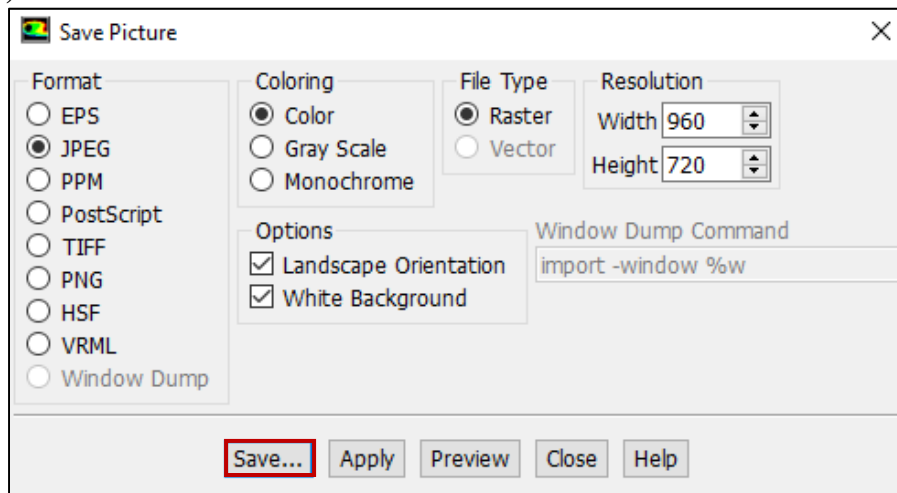 )
Save Picture
Format
EPS
JPEG
PPM
PostScript
TIFF
PNG
HSF
VRML
Window Dump
Coloring
Color
Gray Scale
Monochrome
File Type
Raster
Vector
Resolution
Width 960
Height 720
Options
Landscape Orientation
White Background
Window Dump Command
import -window %w
Save... Apply Preview Close Help